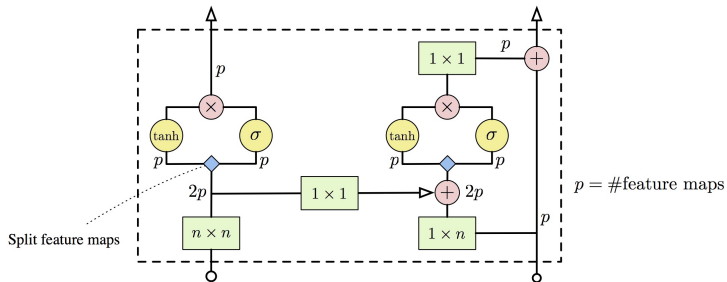 p
1 × 1
p
+
p
×
×
tanh
σ
tanh
σ
p
p
p
p
2p
1 × 1
+
2p
p = #feature maps
n × n
1 × n
p
Split feature maps